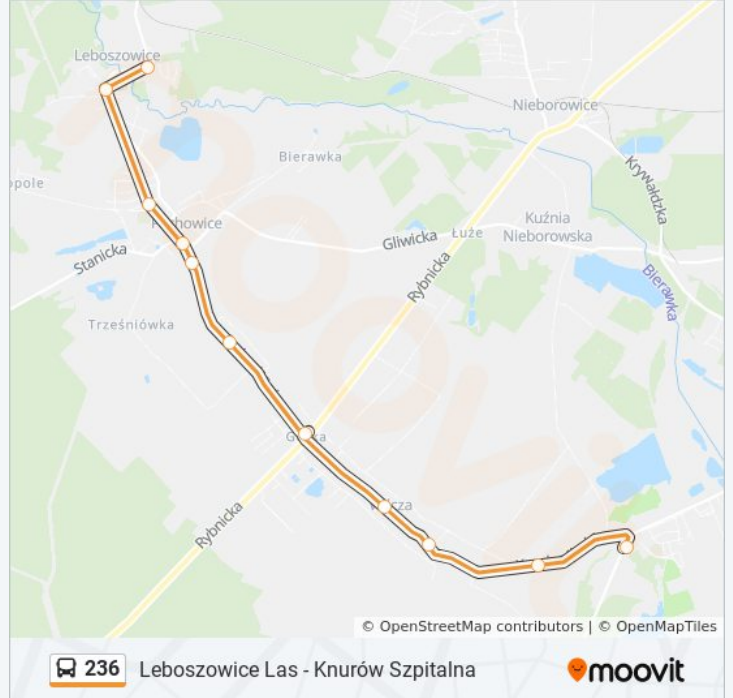 Leboszowice
Nieborowice
Bierawka
Krywałdzka
opole
Kuźnia
Nieborowska
Gliwicka
Łuże
Stanicka
Rybnicka
Bierawka
Trześniówka
Rybnicka
© OpenStreetMap contributors | © OpenMapTiles
236 Leboszowice Las - Knurów Szpitalna
moovit